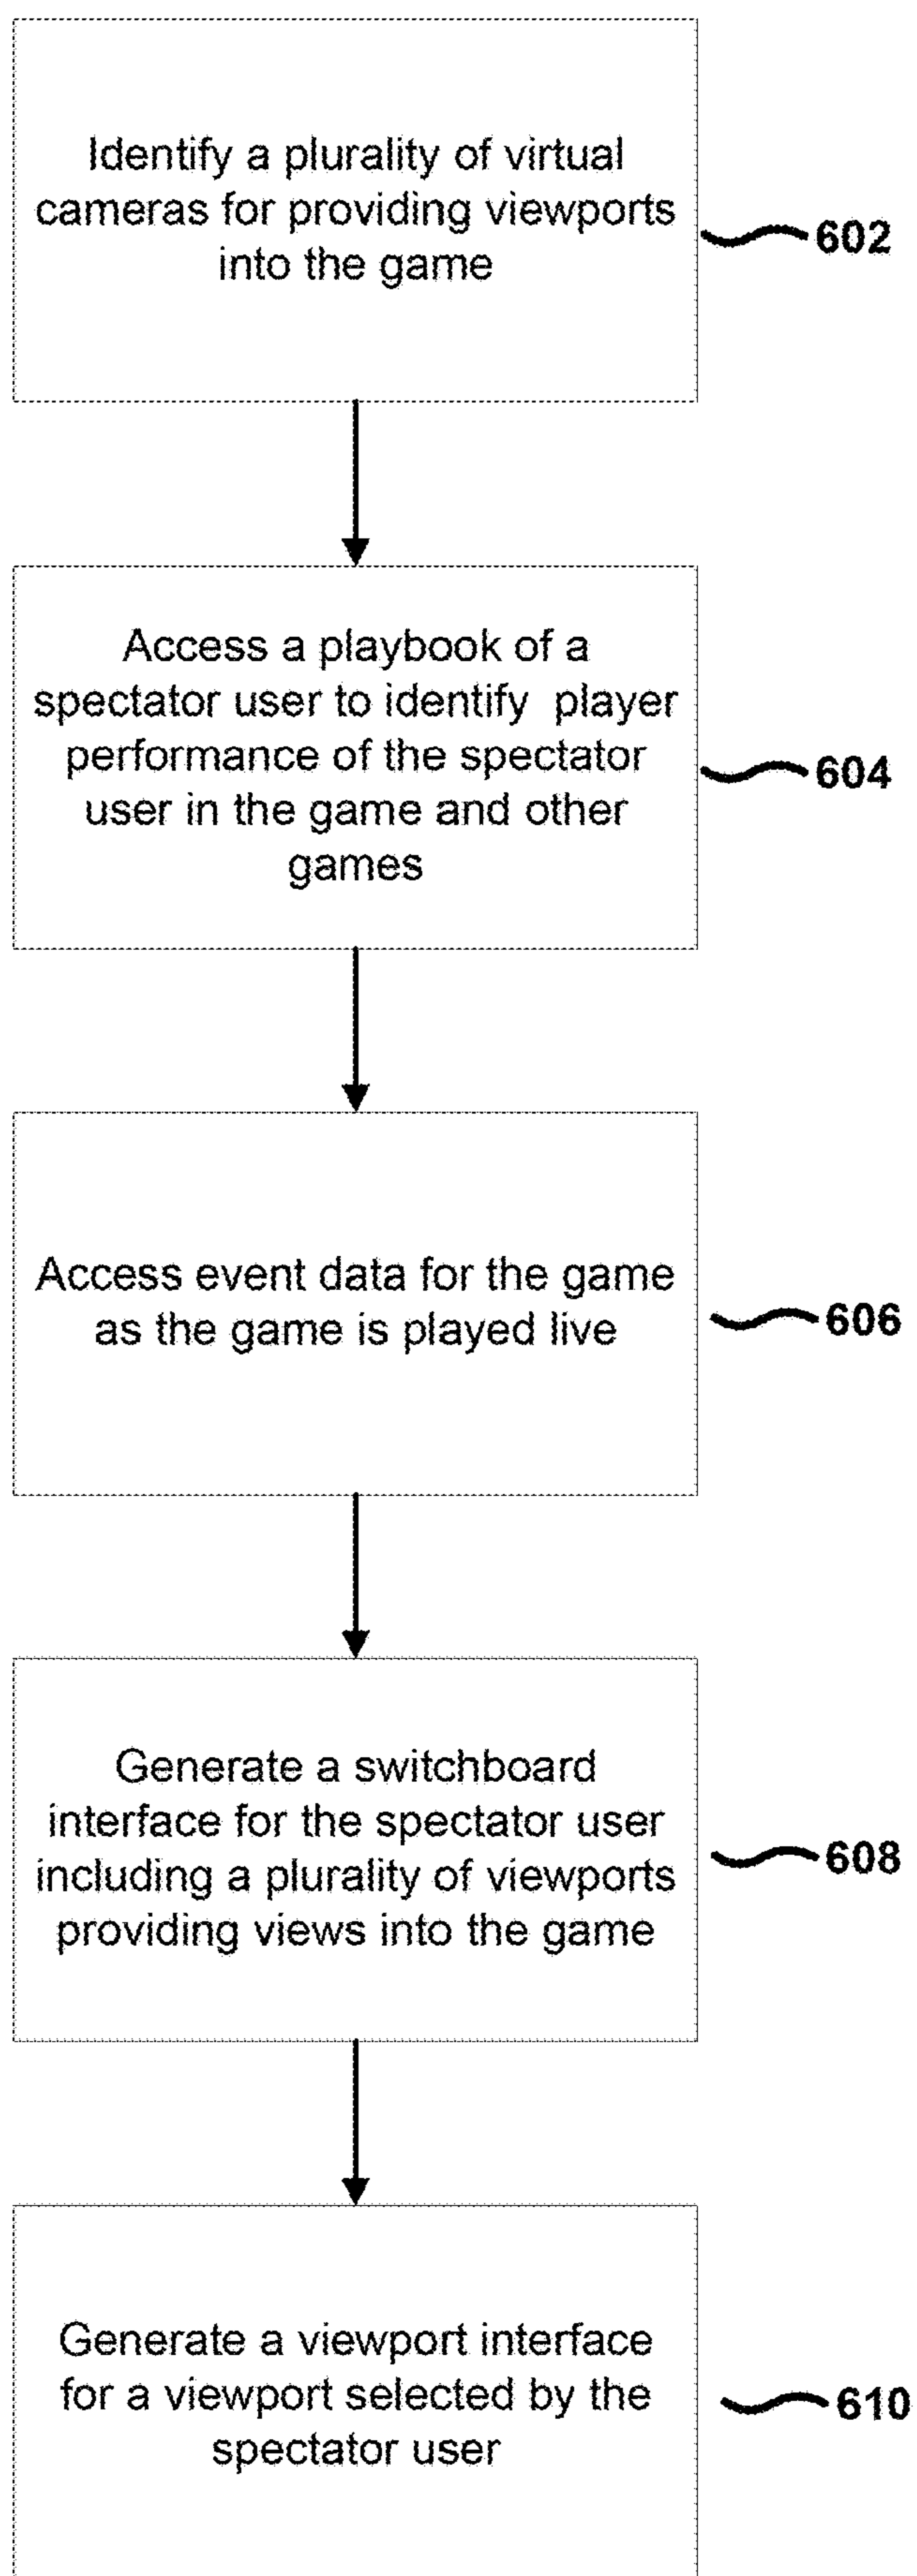 Identify a plurality of virtual
cameras for providing viewports
into the game
602
Access a playbook of a
spectator user to identify player
performance of the spectator
user in the game and other
games
604
Access event data for the game
as the game is played live
606
Generate a switchboard
interface for the spectator user
including a plurality of viewports
providing views into the game
608
Generate a viewport interface
for a viewport selected by the
spectator user
610